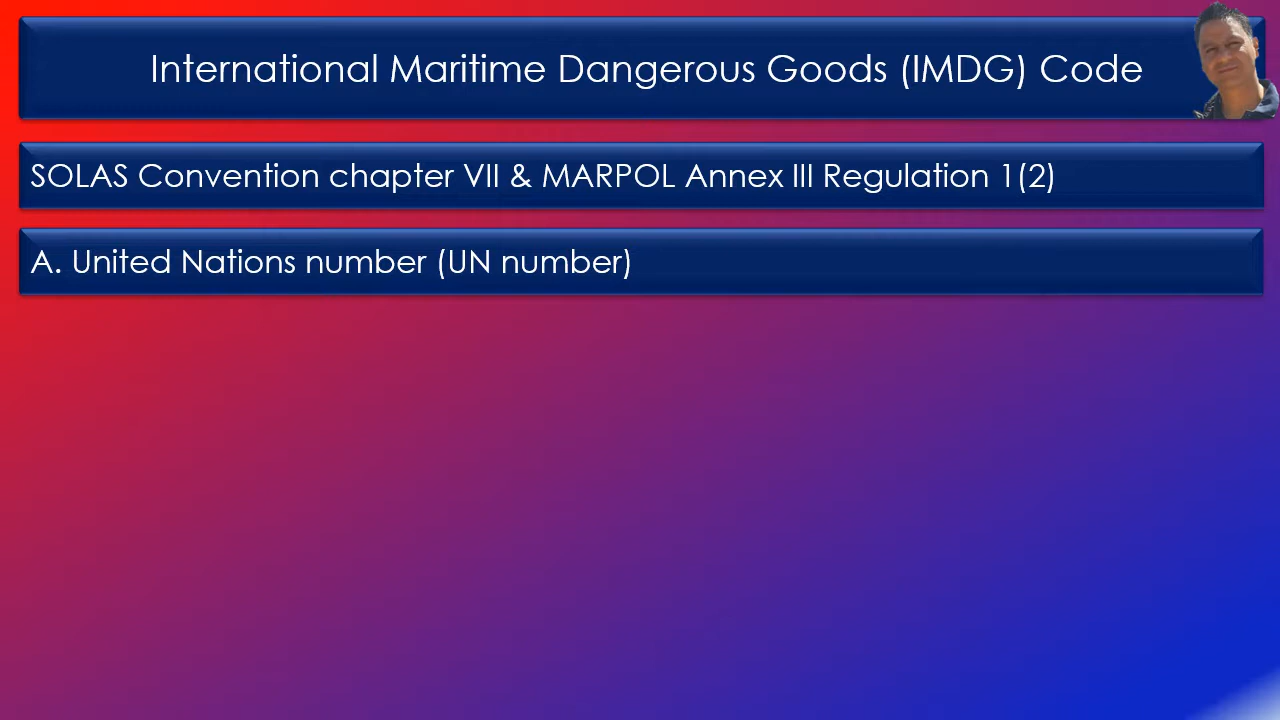 International Maritime Dangerous Goods (IMDG) Code
SOLAS Convention chapter VII & MARPOL Annex III Regulation 1(2)
A. United Nations number (UN number)